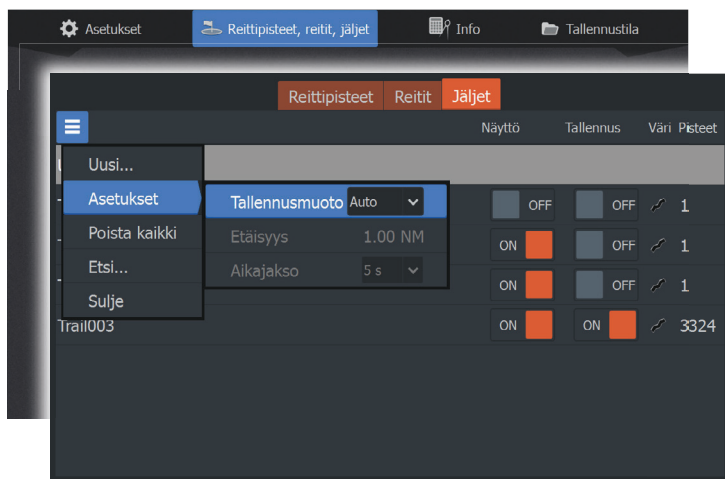 Asetukset Reittipisteet, reitit, jäljet Info Tallennustila
Reittipisteet Reitit Jäljet
Näyttö Tallennus Väri Pisteet
Uusi...
Asetukset Tallennusmuoto Auto OFF OFF 1
Poista kaikki Etäisyys 1.00 NM ON OFF 1
Etsi... Aikajakso 5 s ON OFF 1
Sulje
Trail003 ON ON 3324